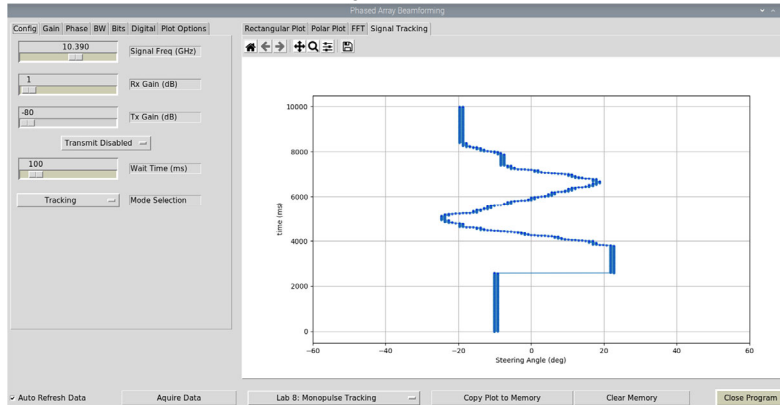 Phased Array Beamforming
Config Gain Phase BW Bits Digital Plot Options
10.390
Signal Freq (GHz)
1
Rx Gain (dB)
-80
Tx Gain (dB)
Transmit Disabled
100
Wait Time (ms)
Tracking
Mode Selection
Rectangular Plot Polar Plot FFT Signal Tracking
10000
8000
6000
4000
2000
0
time (ms)
−60 −40 −20 0 20 40 60
Steering Angle (deg)
Auto Refresh Data
Aquire Data
Lab 8: Monopulse Tracking
Copy Plot to Memory
Clear Memory
Close Program